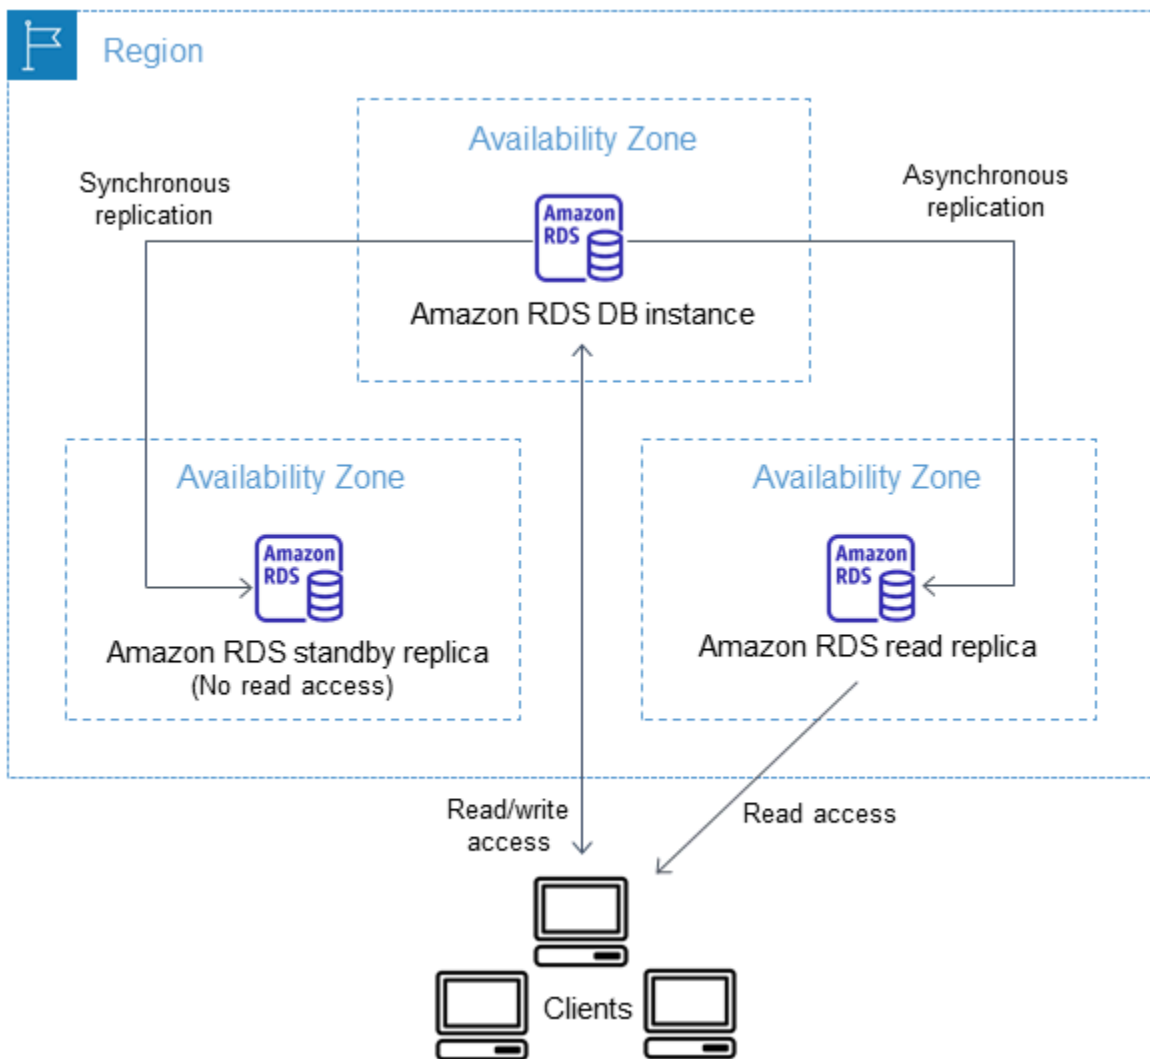 Region
Availability Zone
Synchronous
replication
Asynchronous
replication
Amazon
RDS
Amazon RDS DB instance
Availability Zone
Availability Zone
Amazon
RDS
Amazon
RDS
Amazon RDS standby replica
(No read access)
Amazon RDS read replica
Read/write
access
Read access
Clients